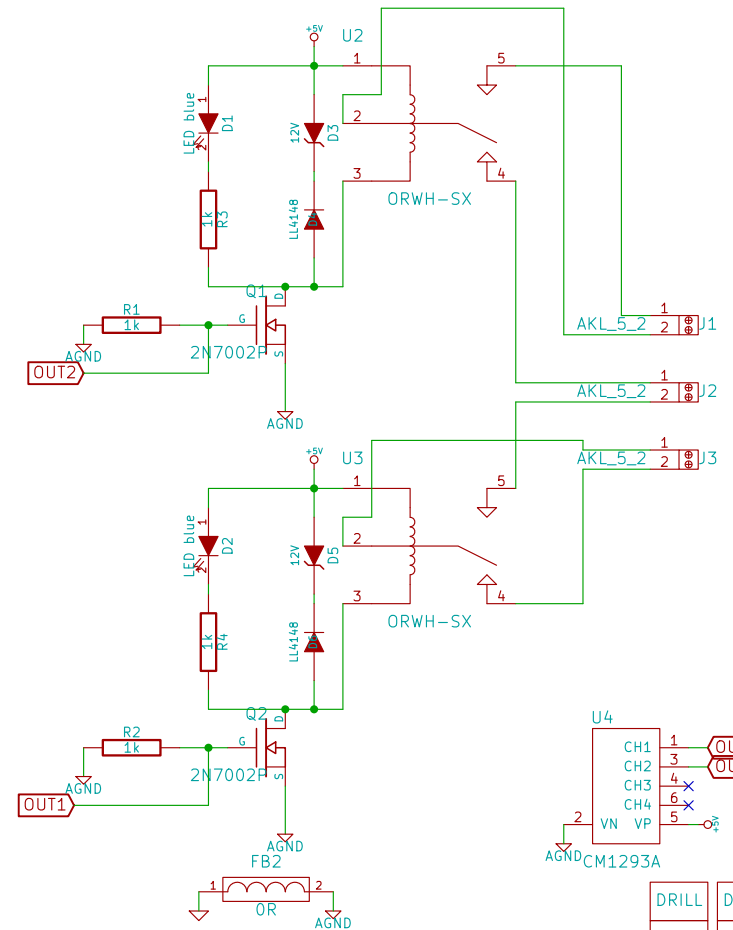 +5V
U2
1
5
LED blue
1
2
D1
12V
D3
2
3
4
ORWH-SX
LL4148
1k
R3
Q1
D
G
S
2N7002P
R1
1k
AGND
OUT2
AGND
AKL_5_2
1
2
J1
AKL_5_2
1
2
J2
AKL_5_2
1
2
J3
+5V
U3
1
5
LED blue
1
2
D2
12V
D5
2
3
4
ORWH-SX
LL4148
1k
R4
Q2
D
G
S
2N7002P
R2
1k
AGND
OUT1
AGND
U4
CH1
1
CH2
3
CH3
4
CH4
6
2
VN
VP
5
+5V
AGND
CM1293A
FB2
1
2
0R
AGND
DRILL